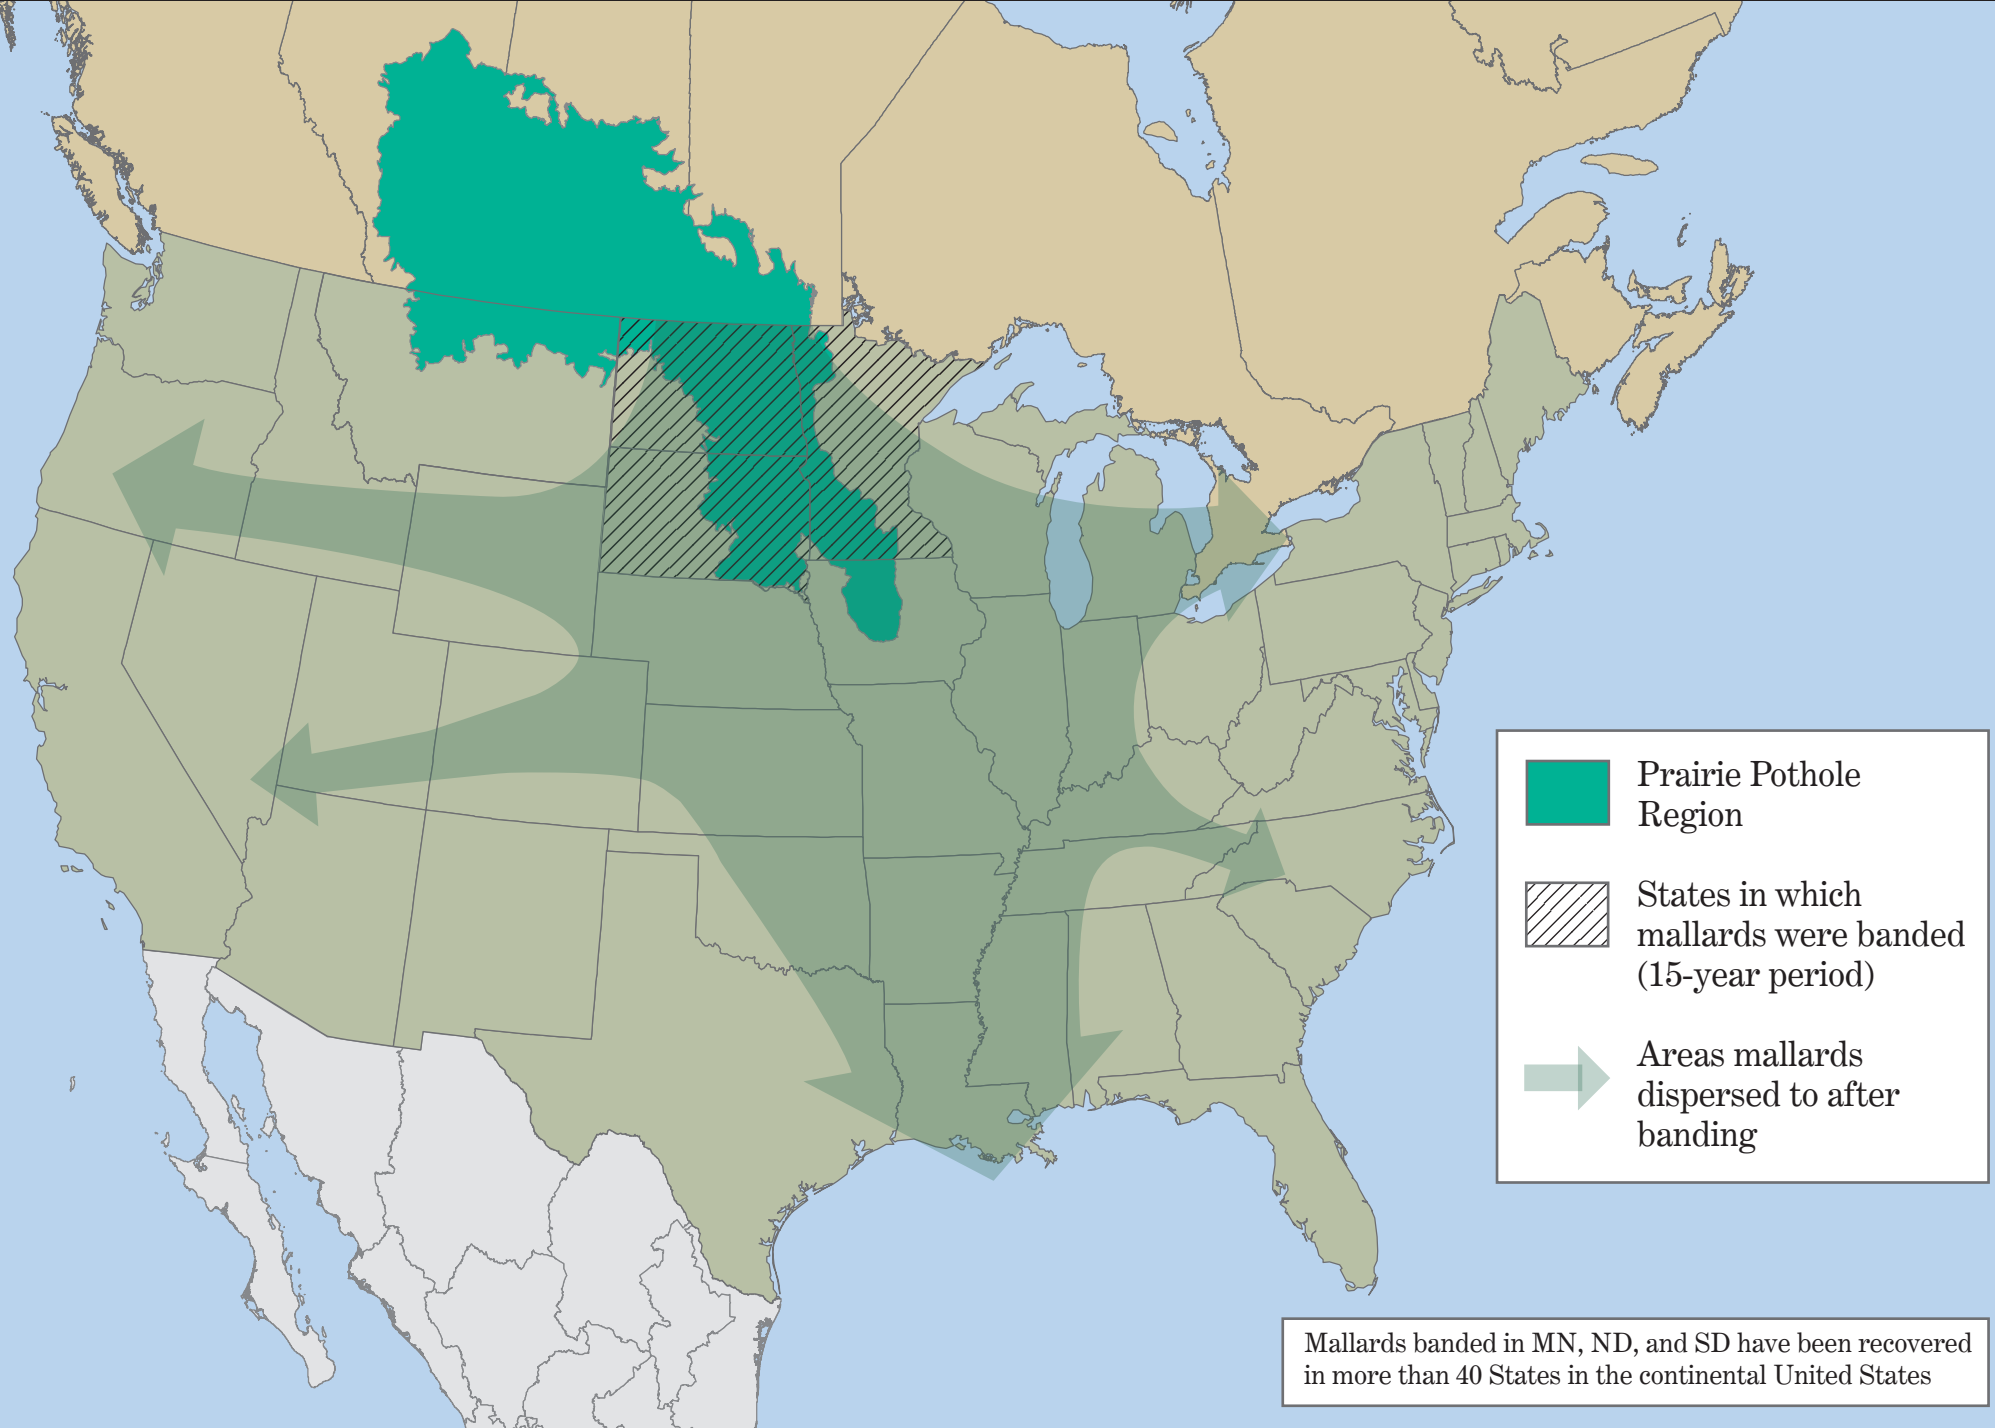 Prairie Pothole
Region
States in which
mallards were banded
(15-year period)
Areas mallards
dispersed to after
banding
Mallards banded in MN, ND, and SD have been recovered
in more than 40 States in the continental United States